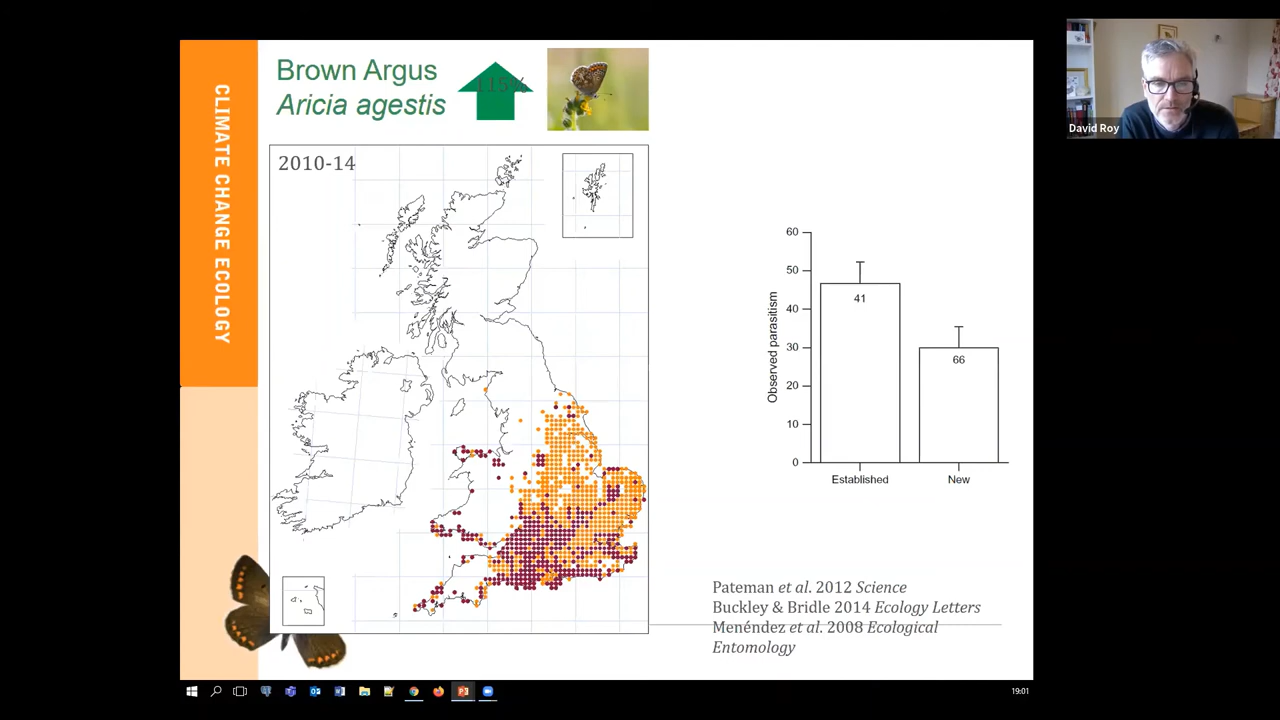 CLIMATE CHANGE ECOLOGY
Brown Argus
Aricia agestis
115%
2010-14
60
50
40
30
20
10
0
Observed parasitism
41
66
Established
New
Pateman et al. 2012 Science
Buckley & Bridle 2014 Ecology Letters
Menéndez et al. 2008 Ecological
Entomology
David Roy
19:01